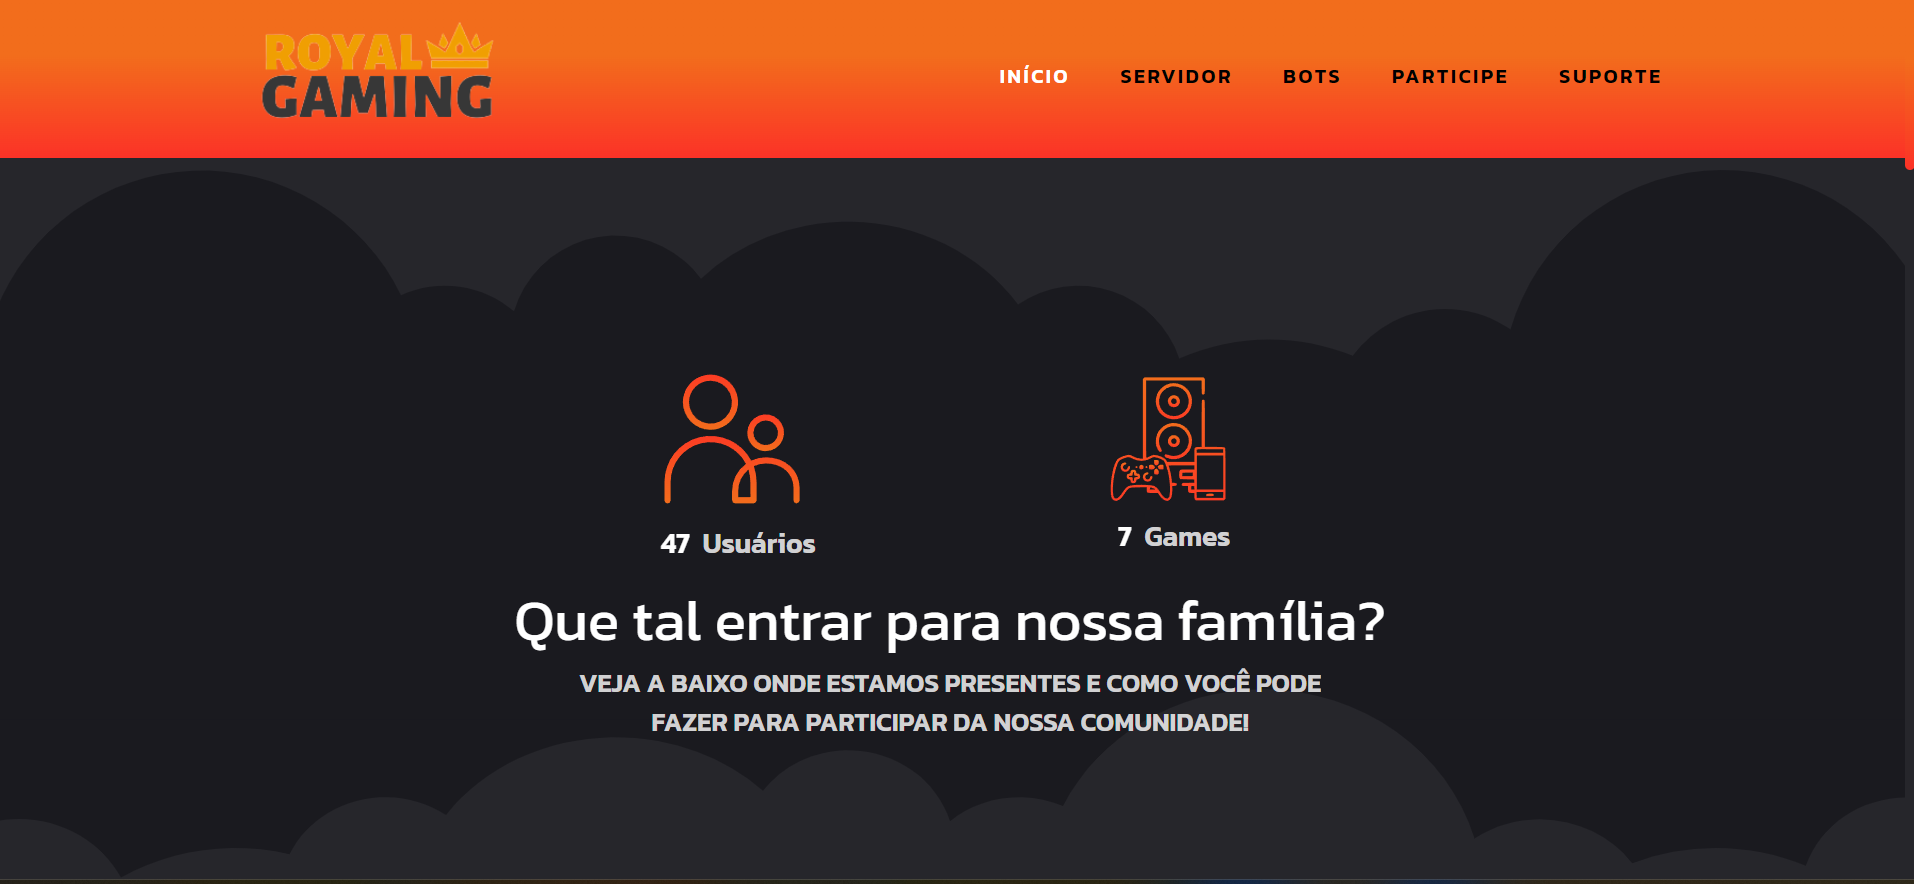 ROYAL
GAMING
INÍCIO SERVIDOR BOTS PARTICIPE SUPORTE
47 Usuários
7 Games
Que tal entrar para nossa família?
VEJA A BAIXO ONDE ESTAMOS PRESENTES E COMO VOCÊ PODE
FAZER PARA PARTICIPAR DA NOSSA COMUNIDADE!